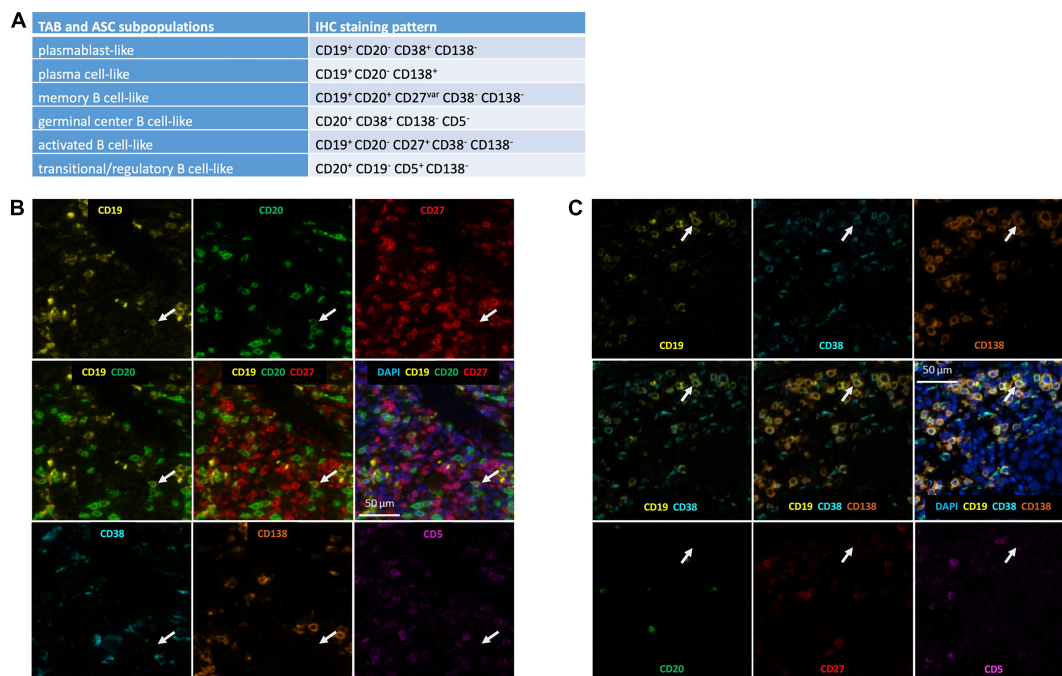 A
TAB and ASC subpopulations IHC staining pattern
plasmablast-like CD19⁺ CD20⁻ CD38⁺ CD138⁻
plasma cell-like CD19⁺ CD20⁻ CD138⁺
memory B cell-like CD19⁺ CD20⁺ CD27ᵛᵃʳ CD38⁻ CD138⁻
germinal center B cell-like CD20⁺ CD38⁺ CD138⁻ CD5⁻
activated B cell-like CD19⁺ CD20⁻ CD27⁺ CD38⁻ CD138⁻
transitional/regulatory B cell-like CD20⁺ CD19⁻ CD5⁺ CD138⁻
B
CD19 CD20 CD27
CD19 CD20 CD19 CD20 CD27 DAPI CD19 CD20 CD27
50 µm
CD38 CD138 CD5
C
CD19 CD38 CD138
50 µm
CD19 CD38 CD19 CD38 CD138 DAPI CD19 CD38 CD138
CD20 CD27 CD5